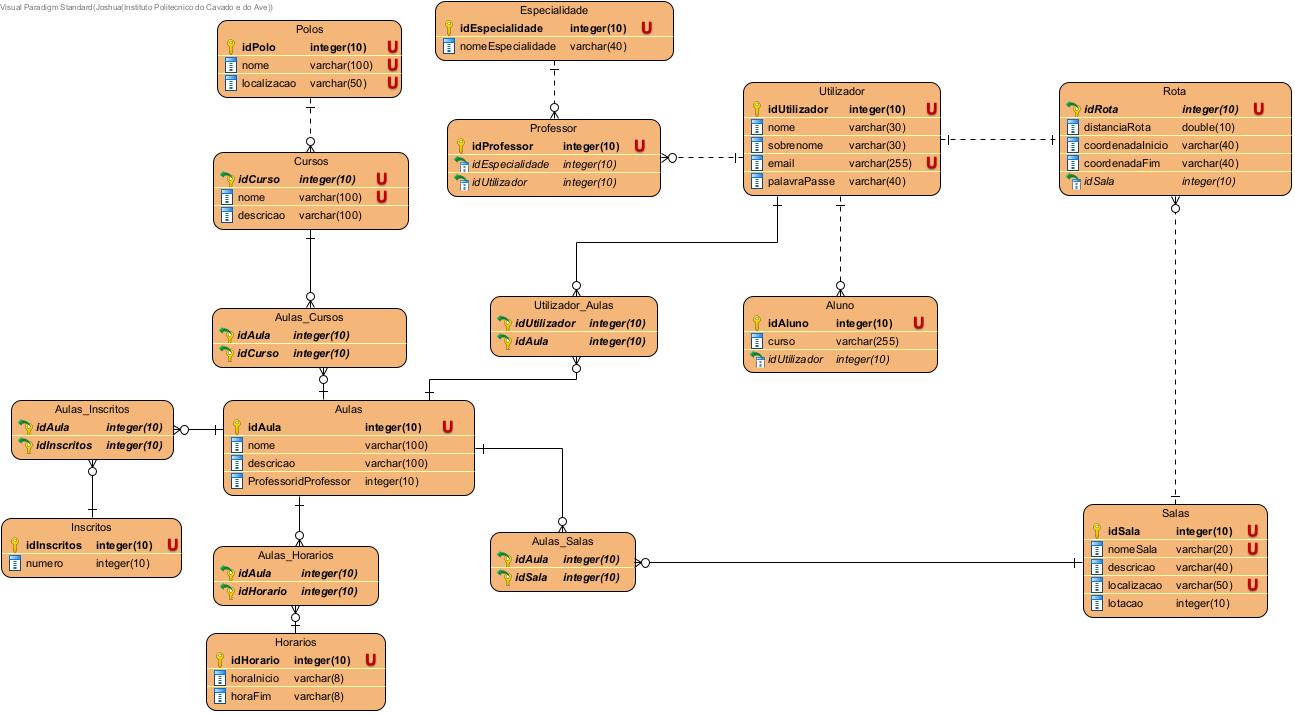 Visual Paradigm Standard(Joshua(Instituto Politecnico do Cavado e do Ave))
Polos
idPolo integer(10) U
nome varchar(100) U
localizacao varchar(50) U
Especialidade
idEspecialidade integer(10) U
nomeEspecialidade varchar(40)
Utilizador
idUtilizador integer(10) U
nome varchar(30)
sobrenome varchar(30)
email varchar(255) U
palavraPasse varchar(40)
Rota
idRota integer(10) U
distanciaRota double(10)
coordenadaInicio varchar(40)
coordenadaFim varchar(40)
idSala integer(10)
Professor
idProfessor integer(10) U
idEspecialidade integer(10)
idUtilizador integer(10)
Cursos
idCurso integer(10) U
nome varchar(100) U
descricao varchar(100)
Aulas_Cursos
idAula integer(10)
idCurso integer(10)
Utilizador_Aulas
idUtilizador integer(10)
idAula integer(10)
Aluno
idAluno integer(10) U
curso varchar(255)
idUtilizador integer(10)
Aulas_Inscritos
idAula integer(10)
idInscritos integer(10)
Aulas
idAula integer(10) U
nome varchar(100)
descricao varchar(100)
ProfessoridProfessor integer(10)
Inscritos
idInscritos integer(10) U
numero integer(10)
Aulas_Horarios
idAula integer(10)
idHorario integer(10)
Aulas_Salas
idAula integer(10)
idSala integer(10)
Salas
idSala integer(10) U
nomeSala varchar(20) U
descricao varchar(40)
localizacao varchar(50) U
lotacao integer(10)
Horarios
idHorario integer(10) U
horaInicio varchar(8)
horaFim varchar(8)